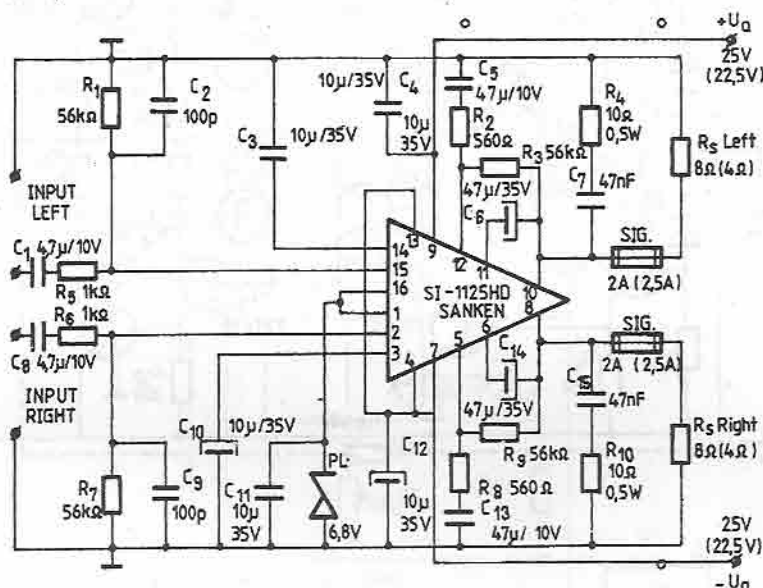 +Ua
25V
(22,5V)
R1
56kΩ
C2
100p
C3
10µ/35V
10µ/35V
C4
10µ
35V
C5
47µ/10V
R2
560Ω
R3 56kΩ
47µ/35V
C6
R4
10Ω
0,5W
C7
47nF
Rs Left
8Ω(4Ω)
INPUT
LEFT
C1
4,7µ/10V
R5 1kΩ
R6 1kΩ
C8 4,7µ/10V
INPUT
RIGHT
13
9
12
11
10
14
15
16
1
2
3
4
7
5
6
8
SI-1125HD
SANKEN
SIG.
2A (2,5A)
SIG.
2A (2,5A)
C14
47µ/35V
R9 56kΩ
R8 560Ω
C13
47µ/ 10V
C15
47nF
R10
10Ω
0,5W
Rs Right
8Ω(4Ω)
C10
10µ/35V
R7
56kΩ
C9
100p
C11
10µ
35V
PL.
6,8V
C12
10µ
35V
25V
(22,5V)
-Ua